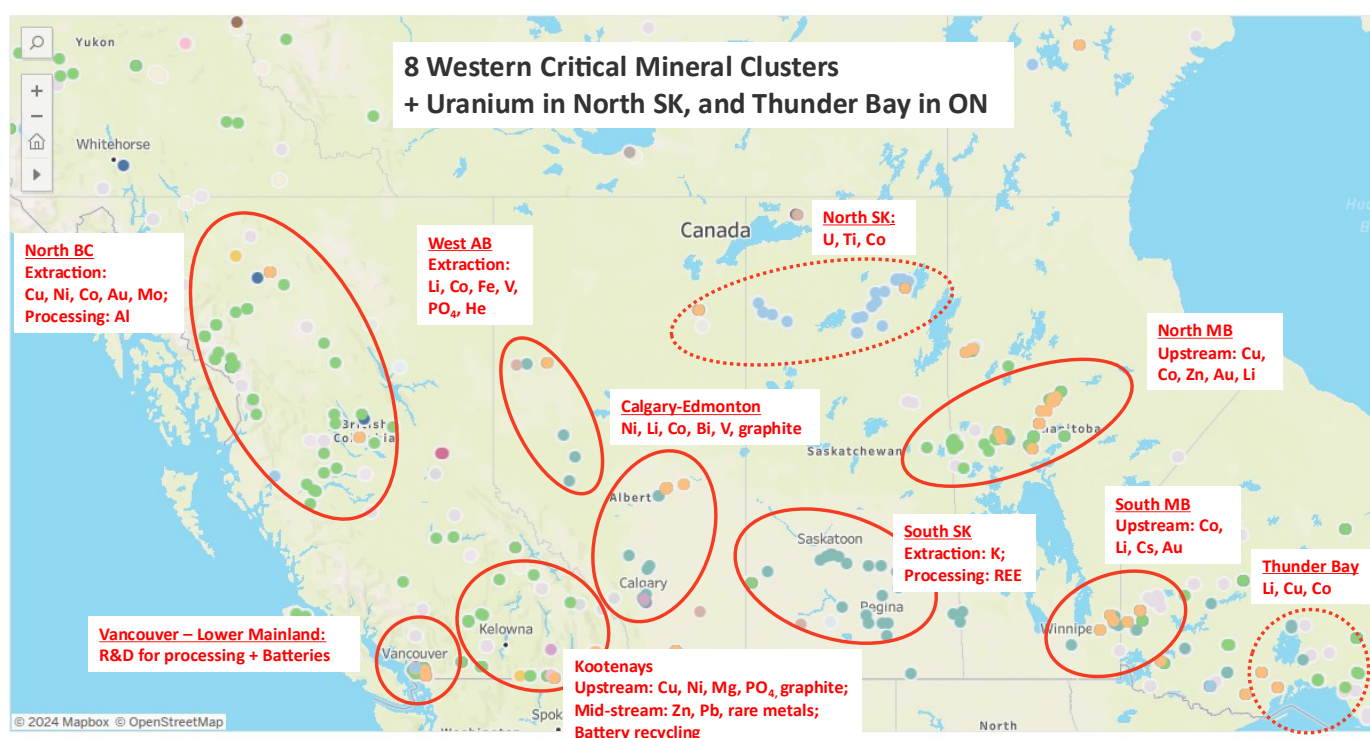 8 Western Critical Mineral Clusters
+ Uranium in North SK, and Thunder Bay in ON
Yukon
Whitehorse
Canada
North BC
Extraction:
Cu, Ni, Co, Au, Mo;
Processing: Al
West AB
Extraction:
Li, Co, Fe, V,
PO₄, He
North SK:
U, Ti, Co
North MB
Upstream: Cu,
Co, Zn, Au, Li
Calgary-Edmonton
Ni, Li, Co, Bi, V, graphite
British
Columbia
Manitoba
Saskatchewan
Albert
South MB
Upstream: Co,
Li, Cs, Au
South SK
Extraction: K;
Processing: REE
Saskatoon
Calgary
Regina
Thunder Bay
Li, Cu, Co
Vancouver – Lower Mainland:
R&D for processing + Batteries
Kelowna
Vancouver
Winnipe
Kootenays
Upstream: Cu, Ni, Mg, PO₄, graphite;
Mid-stream: Zn, Pb, rare metals;
Battery recycling
Spok
North
Washington
Hud
B
© 2024 Mapbox © OpenStreetMap